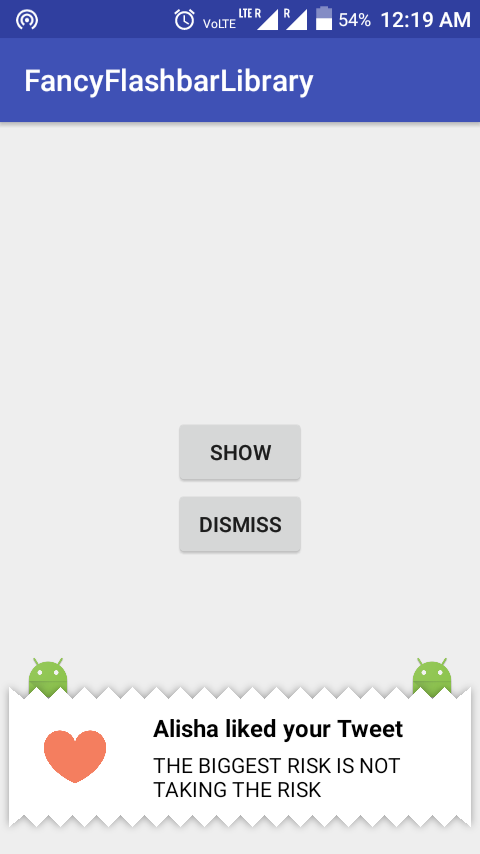 VoLTE LTE R R 54% 12:19 AM
FancyFlashbarLibrary
SHOW
DISMISS
Alisha liked your Tweet
THE BIGGEST RISK IS NOT
TAKING THE RISK